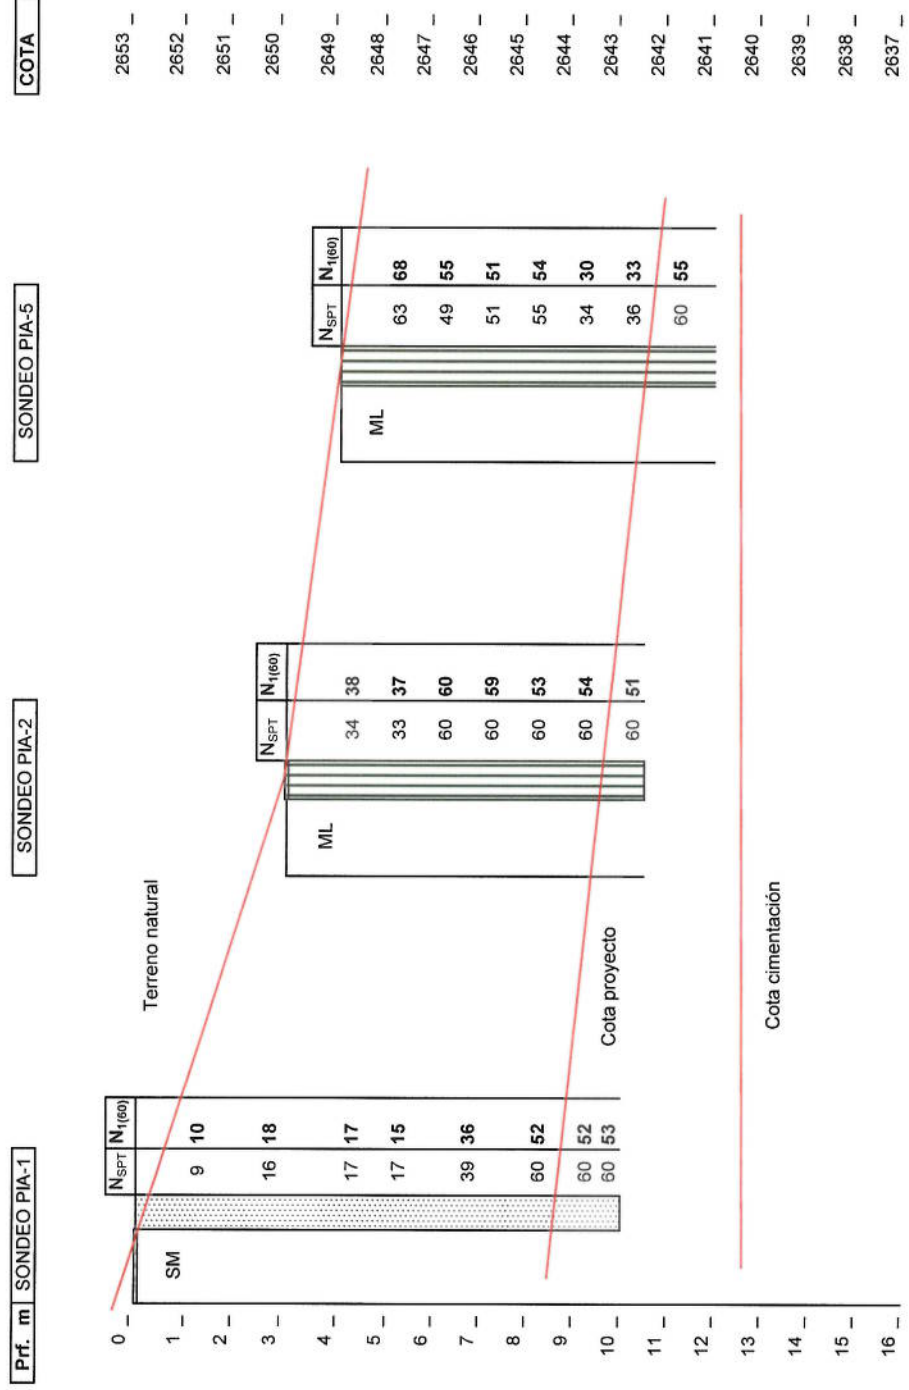 Prf. m SONDEO PIA-1 SONDEO PIA-2 SONDEO PIA-5 COTA
NSPT N1(60)
0 2653
Terreno natural
SM
1 9 10 2652
2 2651
3 16 18 NSPT N1(60) 2650
ML
4 17 17 34 38 NSPT N1(60) 2649
ML
5 17 15 33 37 63 68 2648
6 60 60 49 55 2647
7 39 36 60 59 51 51 2646
8 60 52 60 53 55 54 2645
9 60 52 60 54 34 30 2644
Cota proyecto
10 60 53 60 51 36 33 2643
11 60 55 2642
12 2641
13 2640
Cota cimentación
14 2639
15 2638
16 2637